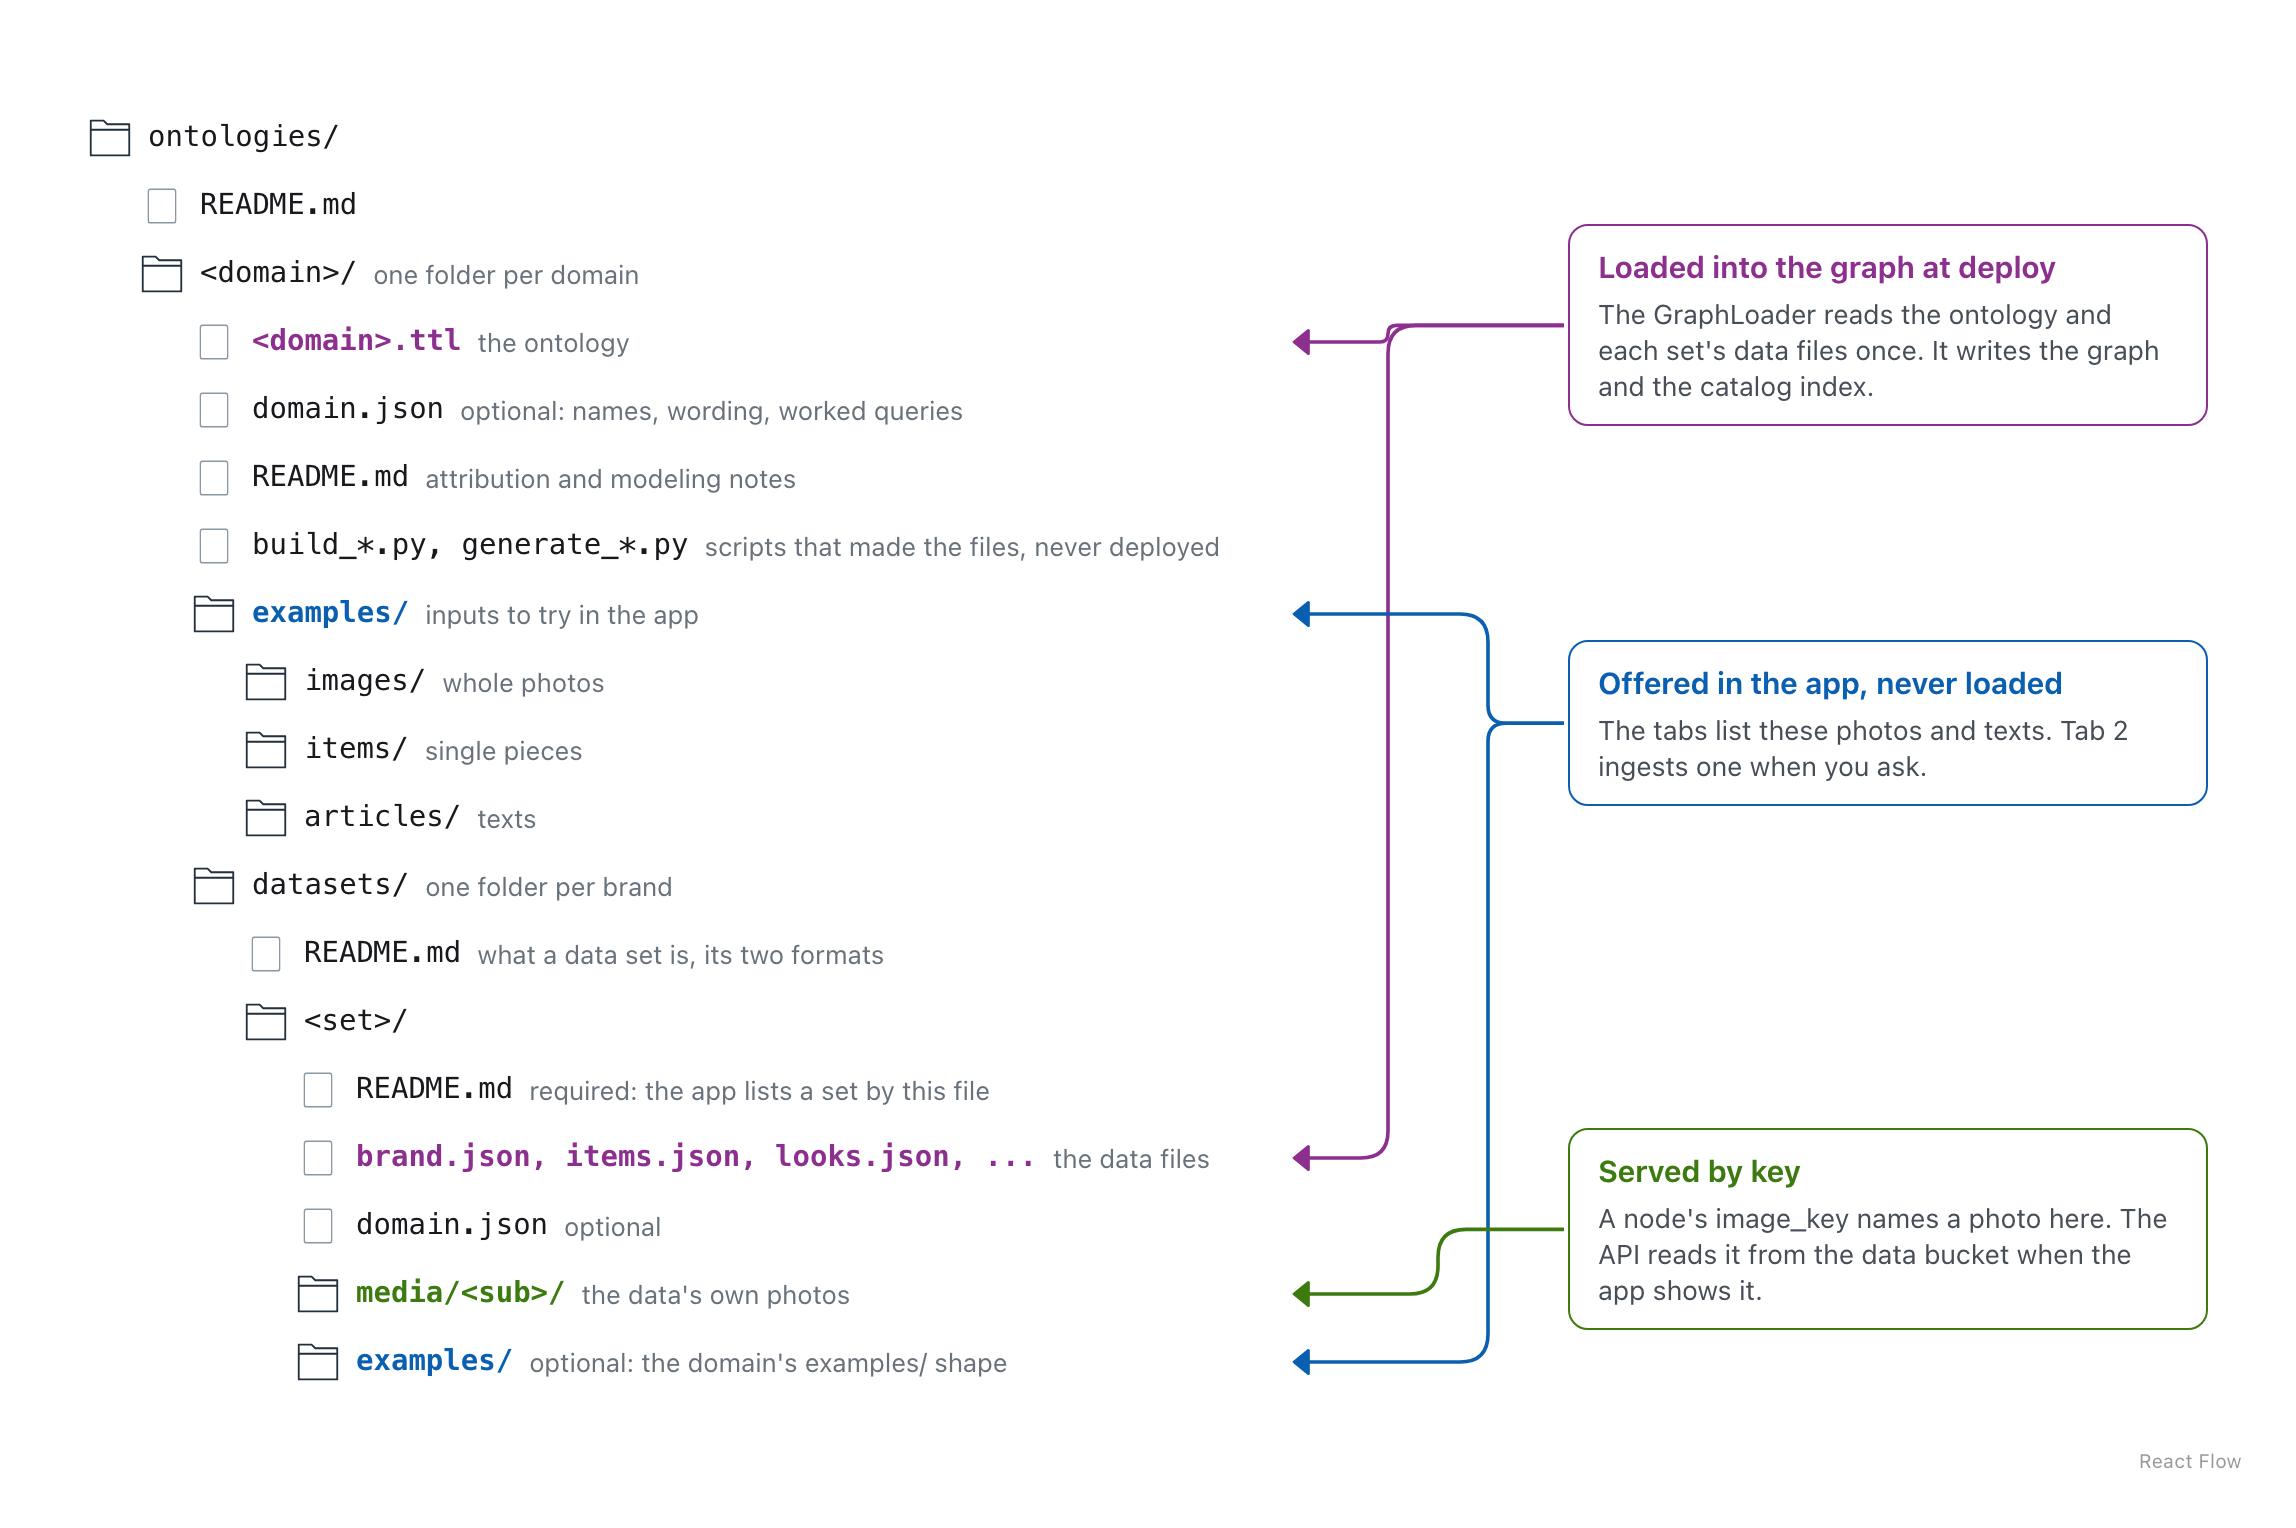 ontologies/
README.md
<domain>/ one folder per domain
<domain>.ttl the ontology
domain.json optional: names, wording, worked queries
README.md attribution and modeling notes
build_*.py, generate_*.py scripts that made the files, never deployed
examples/ inputs to try in the app
images/ whole photos
items/ single pieces
articles/ texts
datasets/ one folder per brand
README.md what a data set is, its two formats
<set>/
README.md required: the app lists a set by this file
brand.json, items.json, looks.json, ... the data files
domain.json optional
media/<sub>/ the data's own photos
examples/ optional: the domain's examples/ shape
Loaded into the graph at deploy
The GraphLoader reads the ontology and
each set's data files once. It writes the graph
and the catalog index.
Offered in the app, never loaded
The tabs list these photos and texts. Tab 2
ingests one when you ask.
Served by key
A node's image_key names a photo here. The
API reads it from the data bucket when the
app shows it.
React Flow